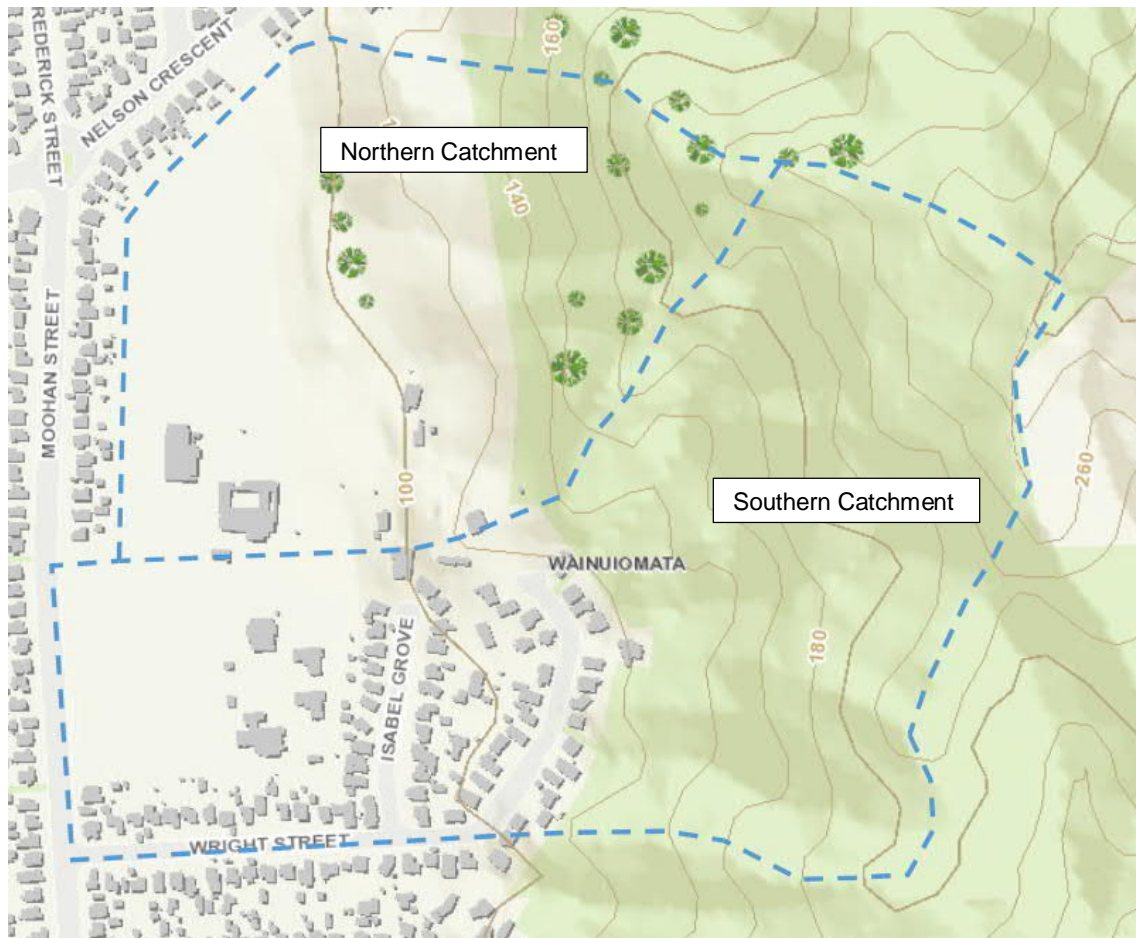 REDERICK STREET
NELSON CRESCENT
160
Northern Catchment
140
MOOHAN STREET
100
260
Southern Catchment
WAINUIOMATA
ISABEL GROVE
180
WRIGHT STREET